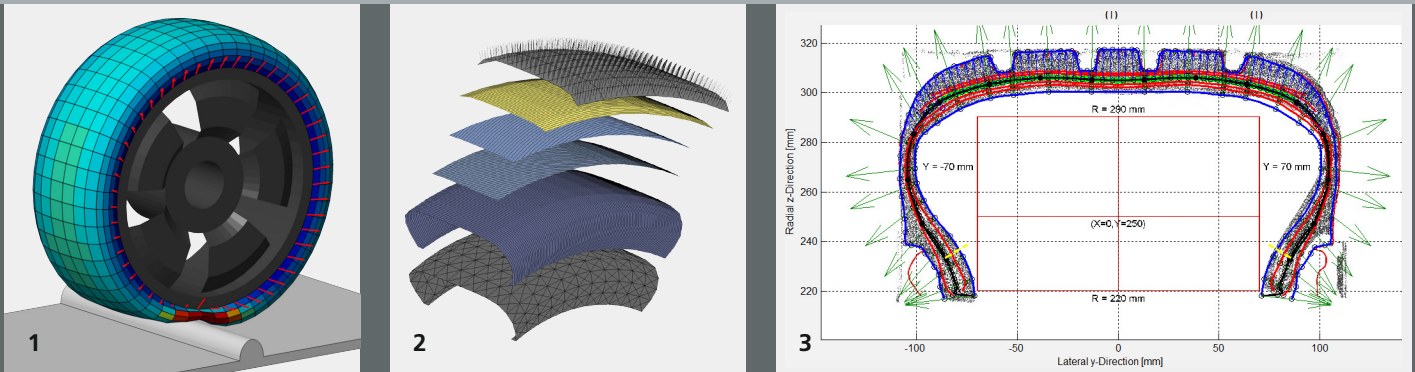 1
2
3
( I )
( I )
320
300
280
260
240
220
Radial z-Direction [mm]
R = 290 mm
Y = -70 mm
Y = 70 mm
(X=0,Y=250)
R = 220 mm
-100
-50
0
50
100
Lateral y-Direction [mm]